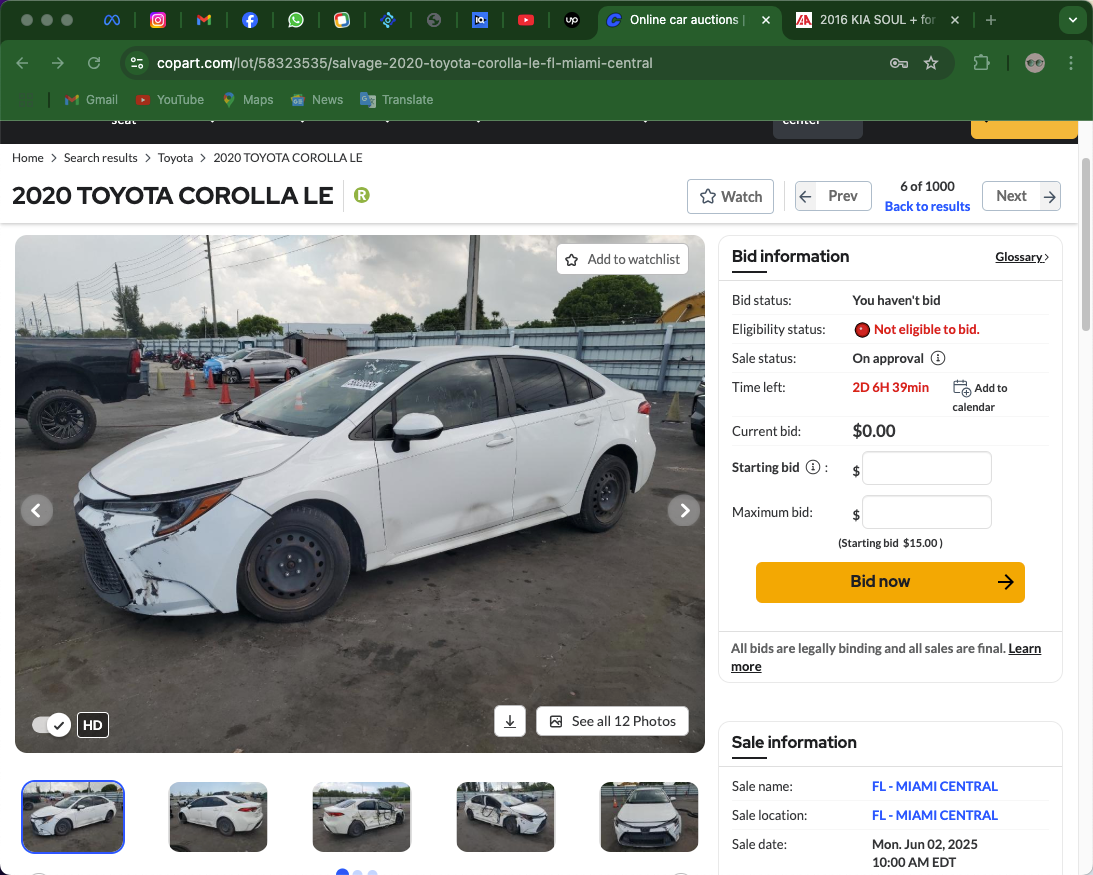 Online car auctions |
2016 KIA SOUL + for
copart.com/lot/58323535/salvage-2020-toyota-corolla-le-fl-miami-central
Gmail YouTube Maps News Translate
seat
center
Home > Search results > Toyota > 2020 TOYOTA COROLLA LE
2020 TOYOTA COROLLA LE R
Watch
Prev
6 of 1000
Back to results
Next
Add to watchlist
HD
See all 12 Photos
Bid information
Glossary
Bid status: You haven't bid
Eligibility status: Not eligible to bid.
Sale status: On approval
Time left: 2D 6H 39min
Add to
calendar
Current bid: $0.00
Starting bid : $
Maximum bid: $
(Starting bid $15.00 )
Bid now
All bids are legally binding and all sales are final. Learn
more
Sale information
Sale name: FL - MIAMI CENTRAL
Sale location: FL - MIAMI CENTRAL
Sale date: Mon. Jun 02, 2025
10:00 AM EDT